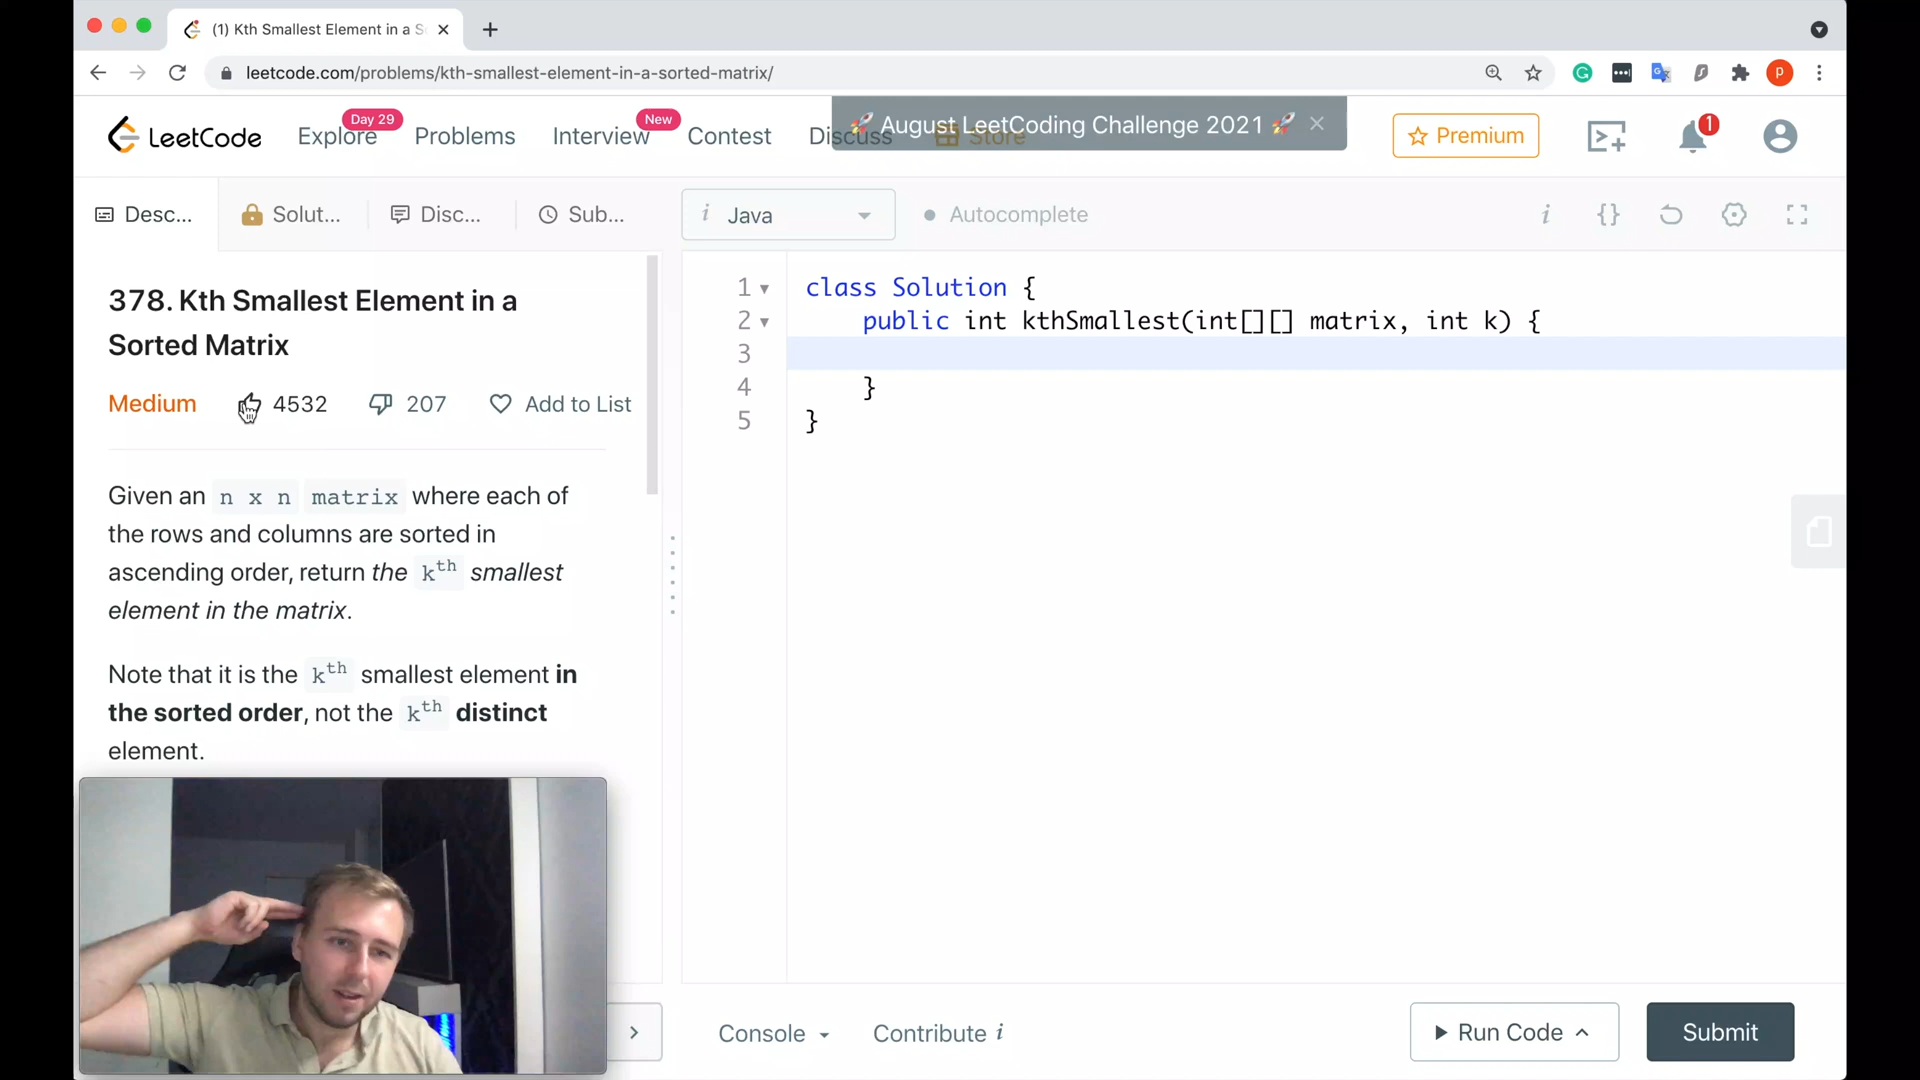 (1) Kth Smallest Element in a S
leetcode.com/problems/kth-smallest-element-in-a-sorted-matrix/
P
LeetCode
Explore
Day 29
Problems
Interview
New
Contest
Discuss
Store
🚀 August LeetCoding Challenge 2021 🚀
Premium
1
Desc...
Solut...
Disc...
Sub...
i Java
Autocomplete
i {}
378. Kth Smallest Element in a
Sorted Matrix
Medium
4532
207
Add to List
Given an n x n matrix where each of
the rows and columns are sorted in
ascending order, return the kth smallest
element in the matrix.
Note that it is the kth smallest element in
the sorted order, not the kth distinct
element.
1 class Solution {
2 public int kthSmallest(int[][] matrix, int k) {
3
4 }
5 }
Console
Contribute i
Run Code
Submit